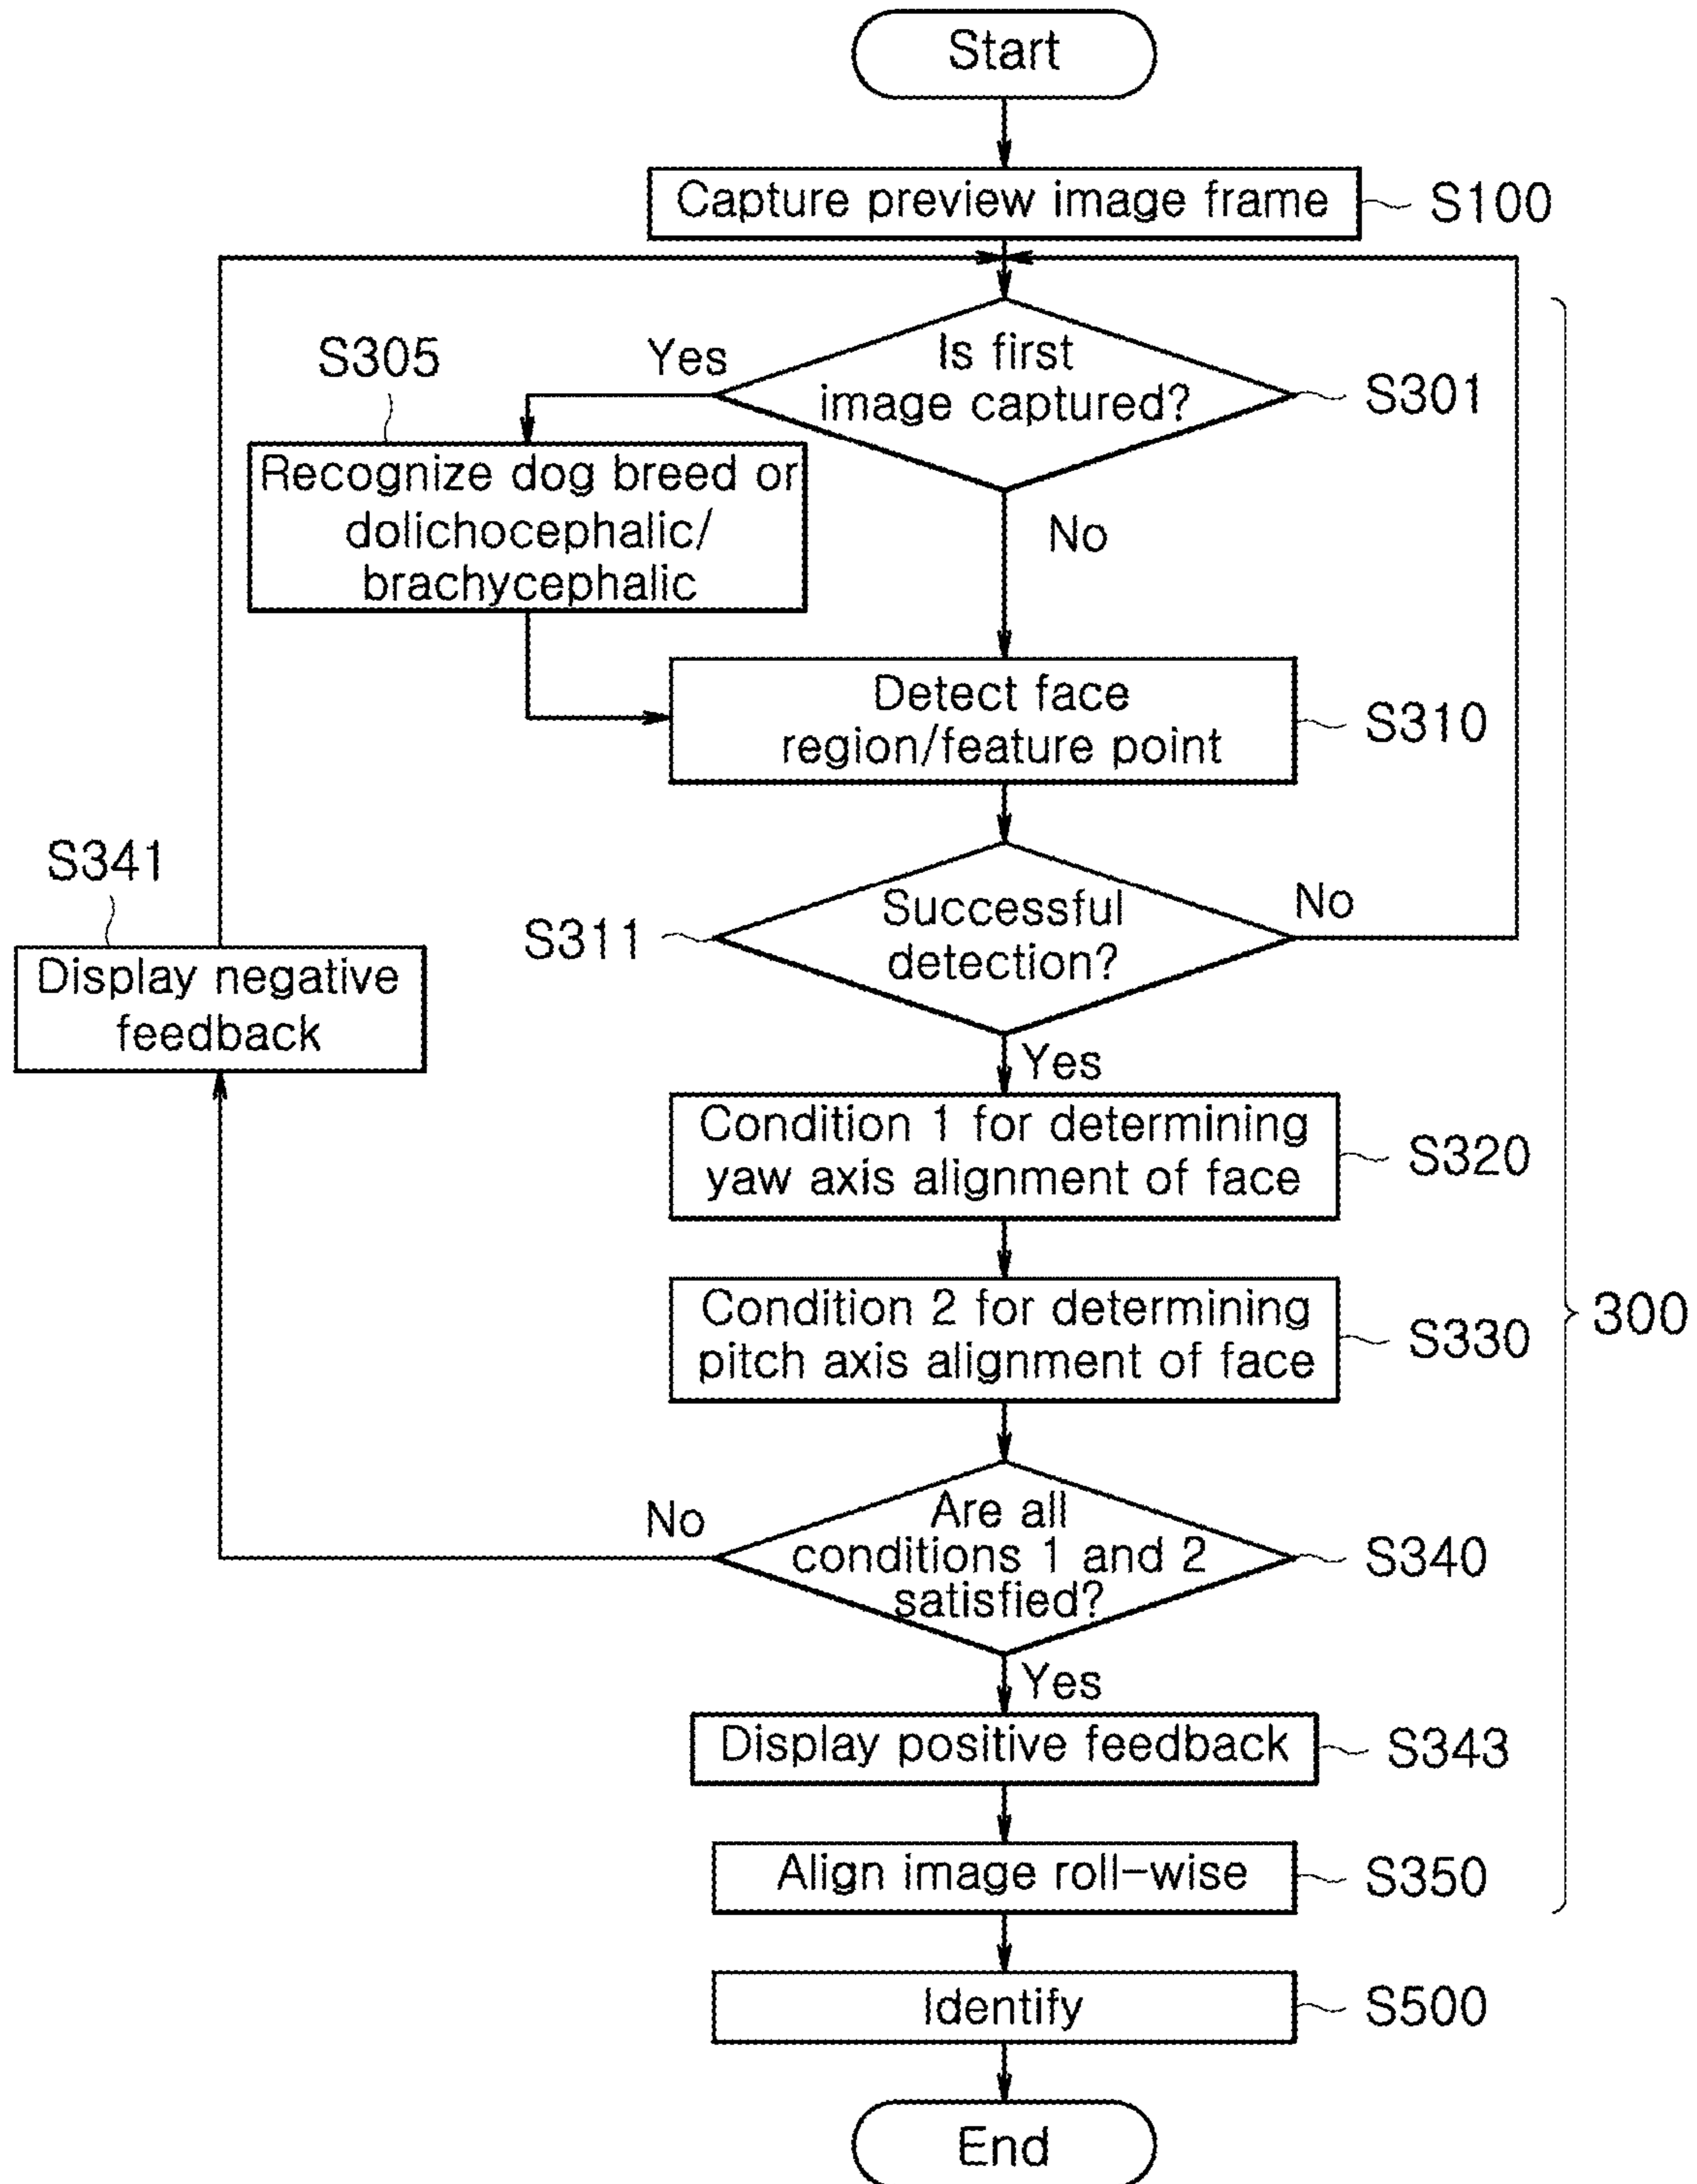 Start
Capture preview image frame
S100
Is first
image captured?
S301
Yes
S305
Recognize dog breed or
dolichocephalic/
brachycephalic
No
Detect face
region/feature point
S310
Successful
detection?
S311
No
S341
Display negative
feedback
Yes
Condition 1 for determining
yaw axis alignment of face
S320
Condition 2 for determining
pitch axis alignment of face
S330
300
Are all
conditions 1 and 2
satisfied?
S340
No
Yes
Display positive feedback
S343
Align image roll-wise
S350
Identify
S500
End